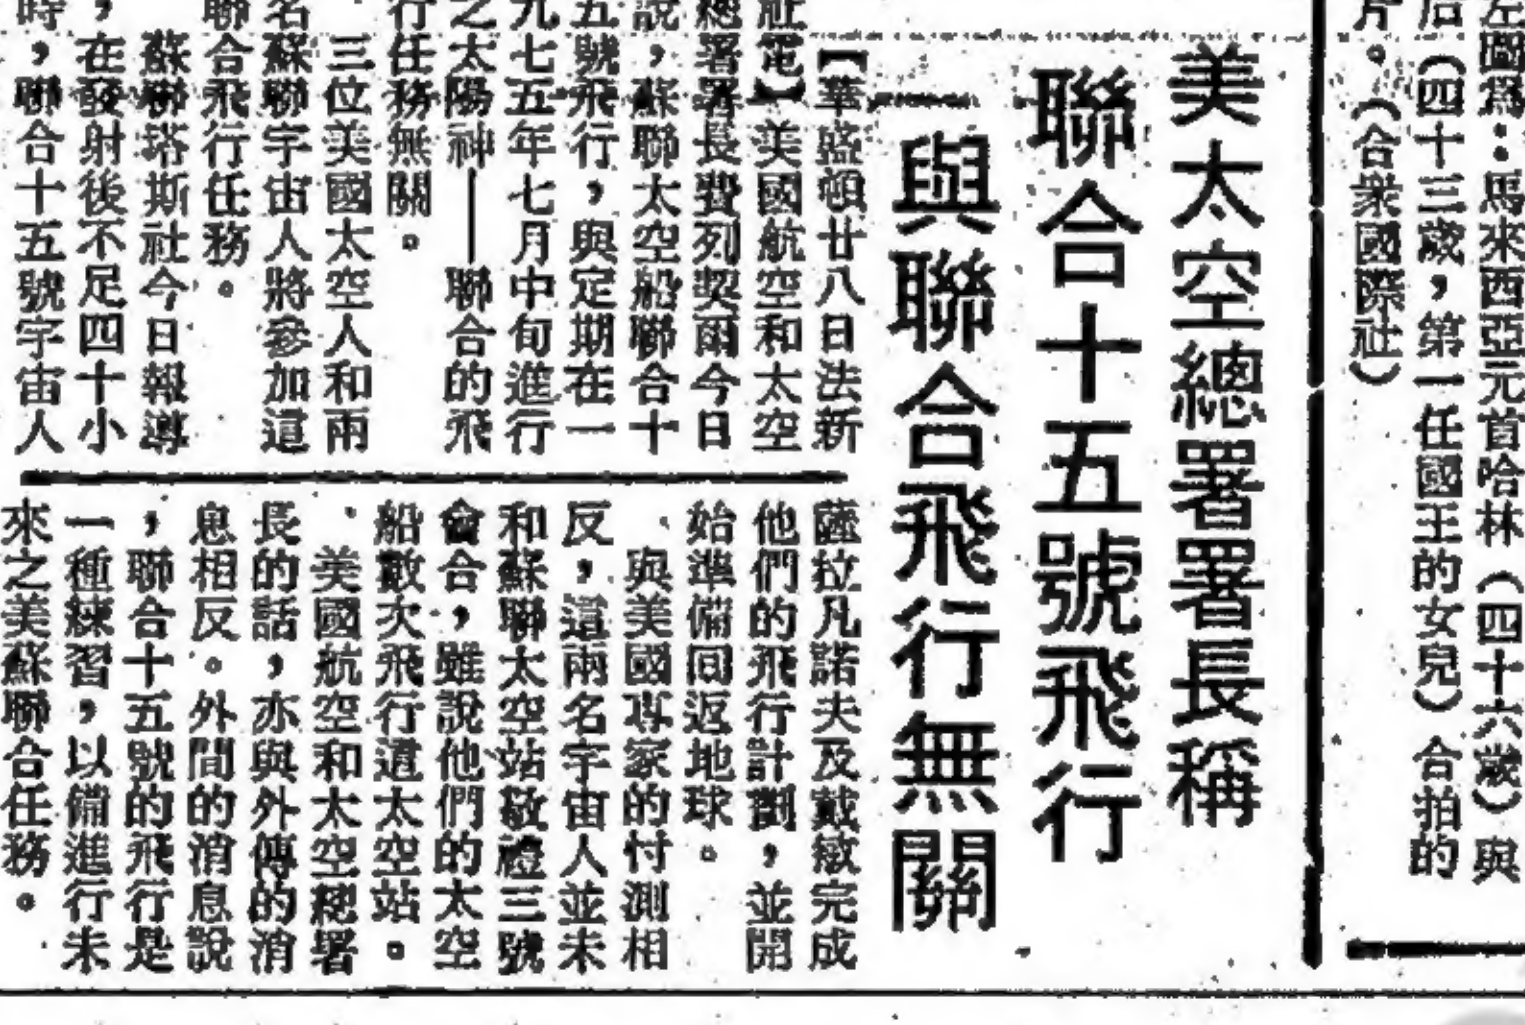 左圖爲：馬來西亞元首哈林（四十六歲）與
后（四十三歲，第一任國王的女兒）合拍的
片。（合衆國際社）
美太空總署署長稱
聯合十五號飛行
與聯合飛行無關
【華盛頓廿八日法新
社電】美國航空和太空
總署署長費列契爾今日
說，蘇聯太空船聯合十
五號飛行，與定期在一
九七五年七月中旬進行
之太陽神——聯合的飛
行任務無關。
三位美國太空人和兩
名蘇聯宇宙人將參加這
聯合飛行任務。
蘇聯塔斯社今日報導
，在發射後不足四十小
時，聯合十五號宇宙人
薩拉凡諾夫及戴敏完成
他們的飛行計劃，並開
始準備囘返地球。
與美國專家的忖測相
反，這兩名宇宙人並未
和蘇聯太空站敬禮三號
會合，雖說他們的太空
船數次飛行遶太空站。
美國航空和太空總署
長的話，亦與外傳的消
息相反。外間的消息說
，聯合十五號的飛行是
一種練習，以備進行未
來之美蘇聯合任務。